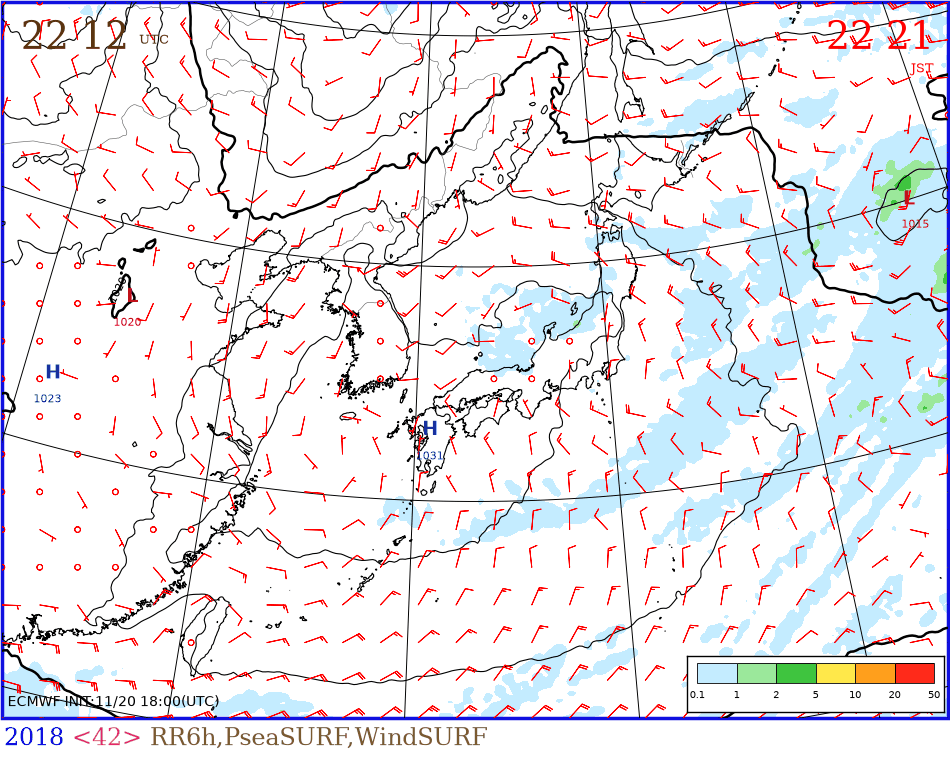 22 12 UTC 22 21
JST
L
1015
L
1020
H
1023
H
1031
0.1 1 2 5 10 20 50
ECMWF INIT:11/20 18:00(UTC)
2018 <42> RR6h,PseaSURF,WindSURF